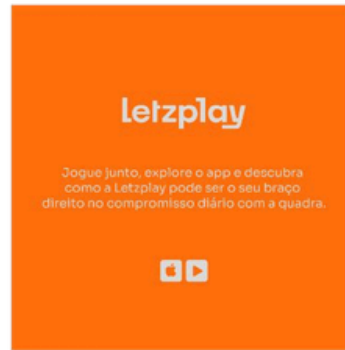 letzplay
Jogue junto, explore o app e descubra
como a Letzplay pode ser o seu braço
direito no compromisso diário com a quadra.